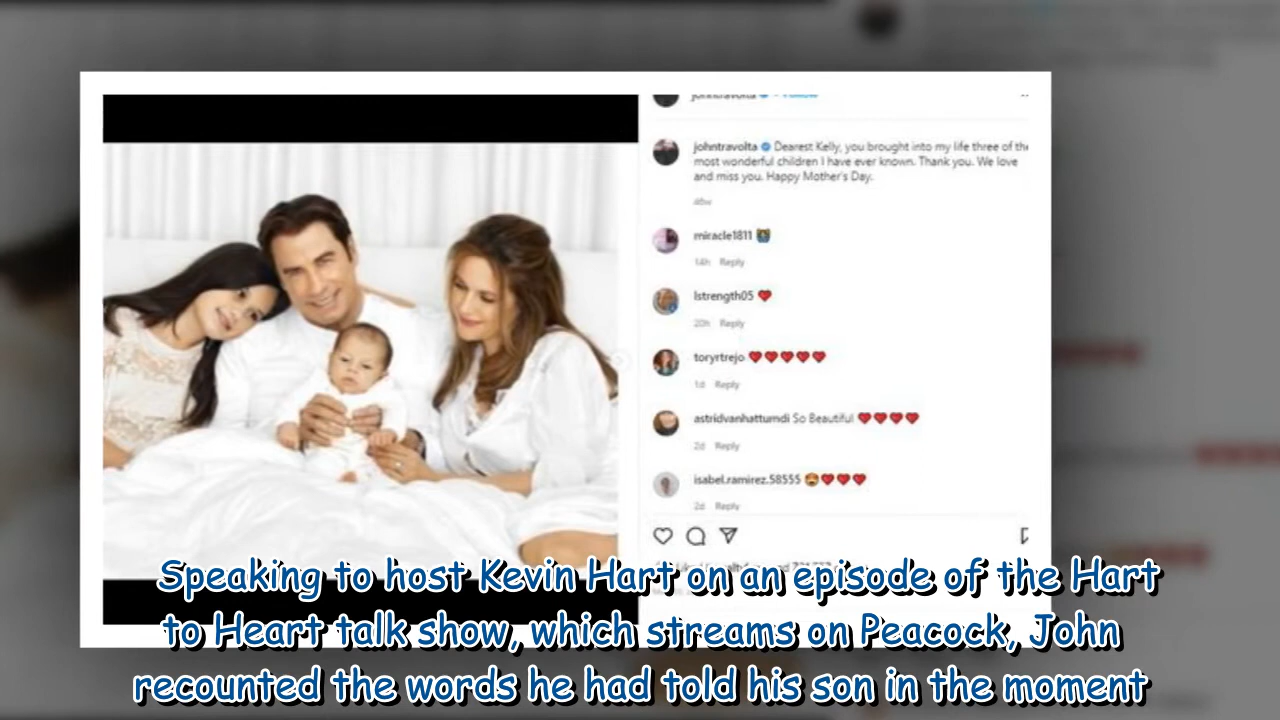 johntravolta
johntravolta Dearest Kelly, you brought into my life three of the
most wonderful children I have ever known. Thank you. We love
and miss you. Happy Mother's Day.
46w
miracle1811
14h Reply
lstrength05 ❤️
20h Reply
toryrtrejo ❤️❤️❤️❤️❤️
1d Reply
astridvanhattumdi So Beautiful ❤️❤️❤️❤️
2d Reply
isabel.ramirez.58555 😍❤️❤️❤️
2d Reply
Speaking to host Kevin Hart on an episode of the Hart
to Heart talk show, which streams on Peacock, John
recounted the words he had told his son in the moment